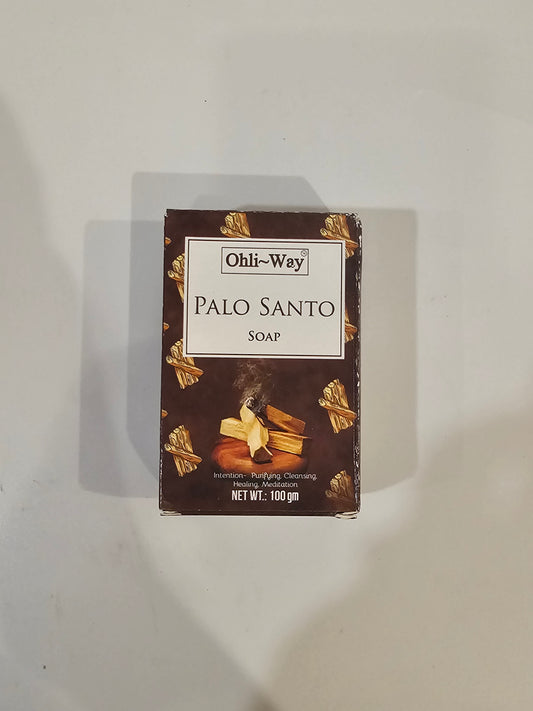 Ohli~Way
PALO SANTO
SOAP
Intention- Purifying, Cleansing,
Healing, Meditation
NET WT.: 100 gm